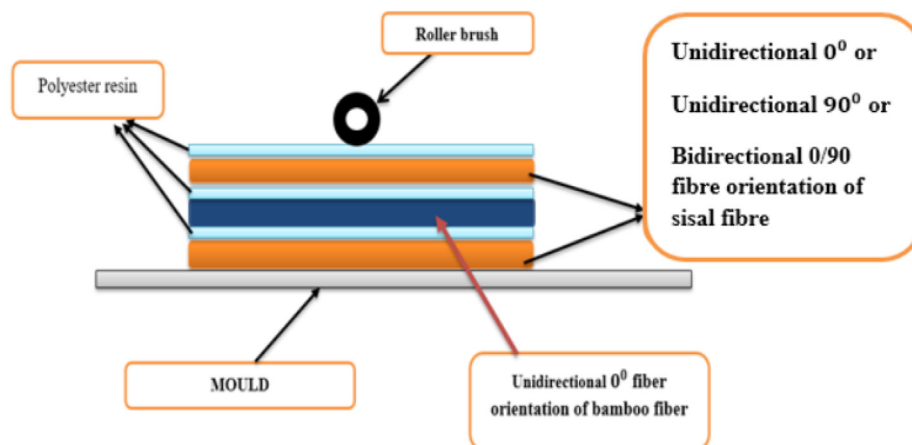 Roller brush
Polyester resin
Unidirectional 0⁰ or
Unidirectional 90⁰ or
Bidirectional 0/90
fibre orientation of
sisal fibre
MOULD
Unidirectional 0⁰ fiber
orientation of bamboo fiber